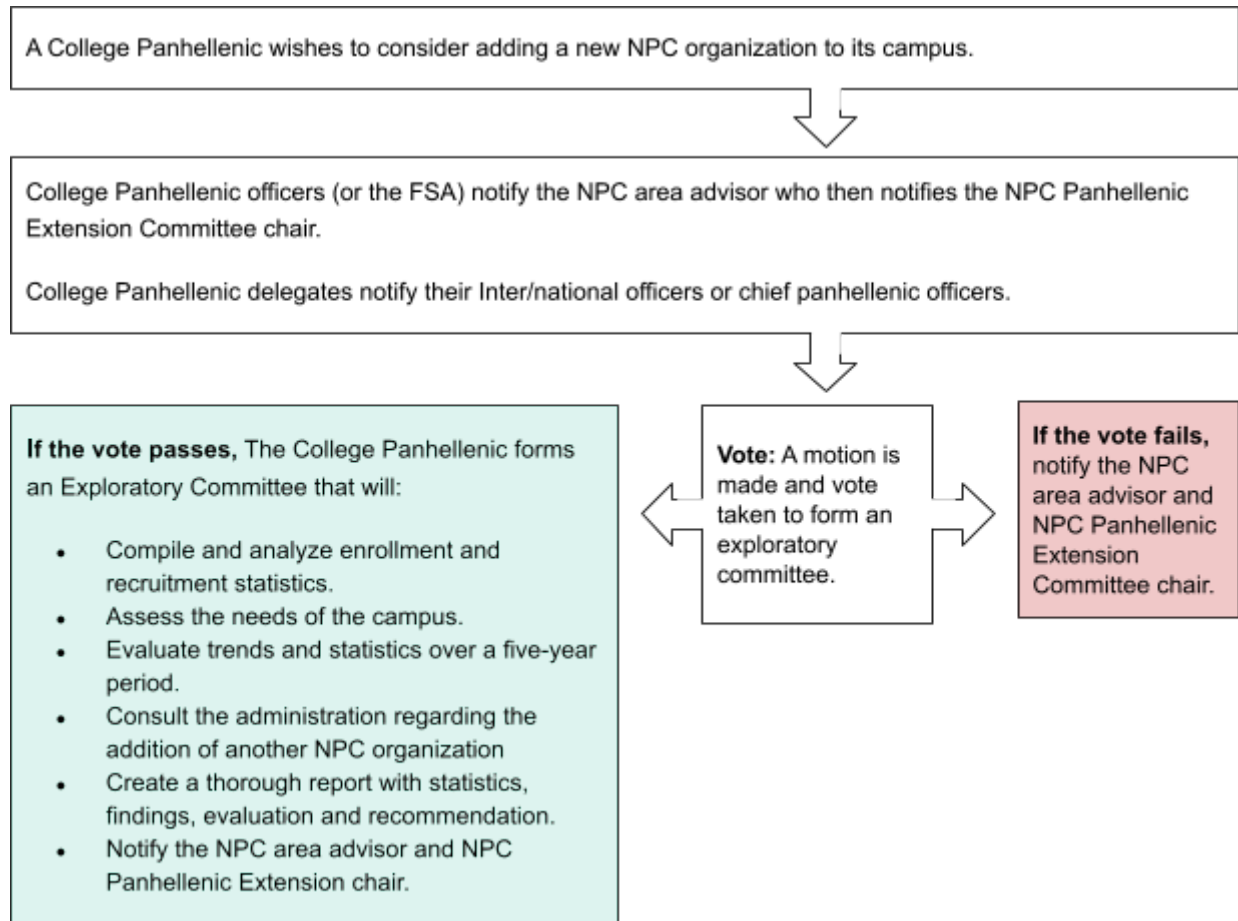 A College Panhellenic wishes to consider adding a new NPC organization to its campus.
College Panhellenic officers (or the FSA) notify the NPC area advisor who then notifies the NPC Panhellenic
Extension Committee chair.
College Panhellenic delegates notify their Inter/national officers or chief panhellenic officers.
If the vote passes, The College Panhellenic forms
an Exploratory Committee that will:
• Compile and analyze enrollment and
recruitment statistics.
• Assess the needs of the campus.
• Evaluate trends and statistics over a five-year
period.
• Consult the administration regarding the
addition of another NPC organization
• Create a thorough report with statistics,
findings, evaluation and recommendation.
• Notify the NPC area advisor and NPC
Panhellenic Extension chair.
Vote: A motion is
made and vote
taken to form an
exploratory
committee.
If the vote fails,
notify the NPC
area advisor and
NPC Panhellenic
Extension
Committee chair.